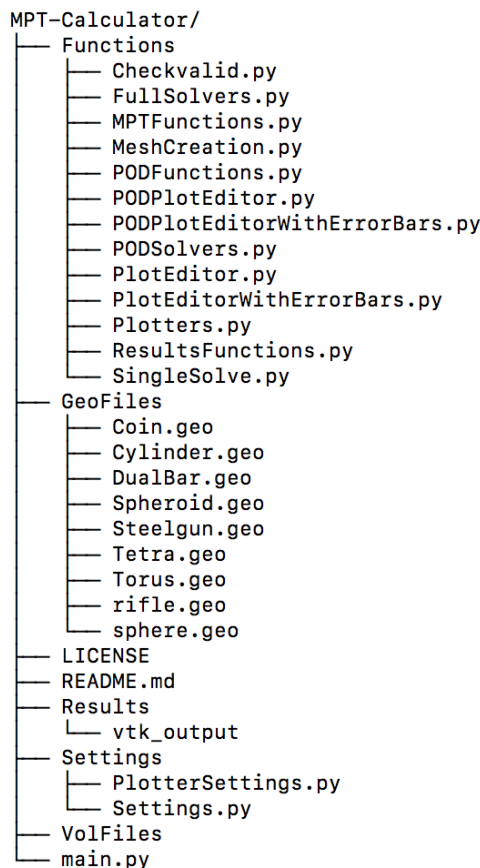 MPT-Calculator/
├── Functions
│   ├── Checkvalid.py
│   ├── FullSolvers.py
│   ├── MPTFunctions.py
│   ├── MeshCreation.py
│   ├── PODFunctions.py
│   ├── PODPlotEditor.py
│   ├── PODPlotEditorWithErrorBars.py
│   ├── PODSolvers.py
│   ├── PlotEditor.py
│   ├── PlotEditorWithErrorBars.py
│   ├── Plotters.py
│   ├── ResultsFunctions.py
│   └── SingleSolve.py
├── GeoFiles
│   ├── Coin.geo
│   ├── Cylinder.geo
│   ├── DualBar.geo
│   ├── Spheroid.geo
│   ├── Steelgun.geo
│   ├── Tetra.geo
│   ├── Torus.geo
│   ├── rifle.geo
│   └── sphere.geo
├── LICENSE
├── README.md
├── Results
│   └── vtk_output
├── Settings
│   ├── PlotterSettings.py
│   └── Settings.py
├── VolFiles
└── main.py